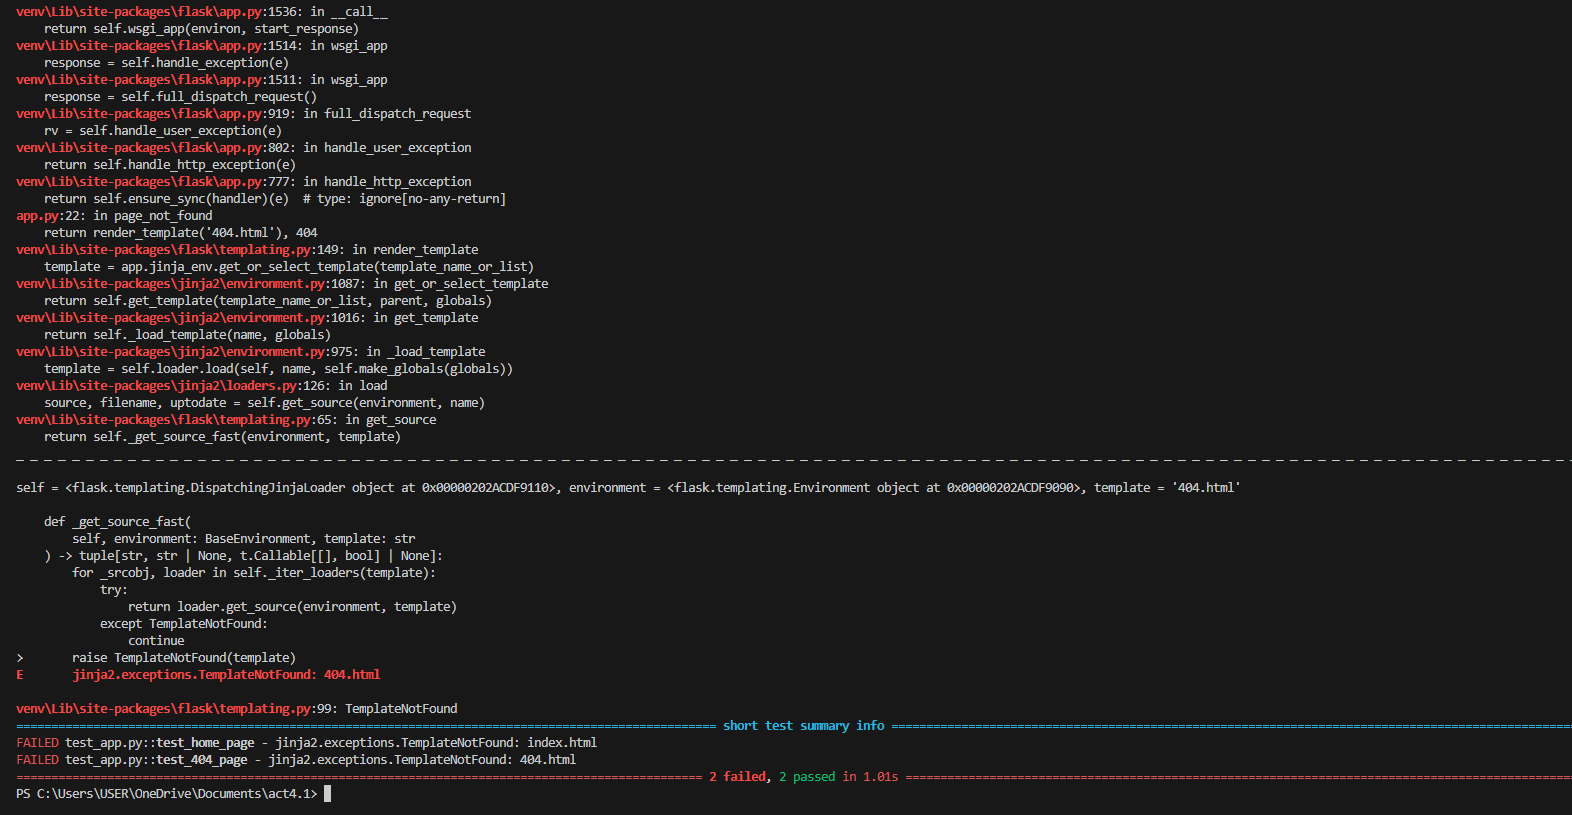 venv\Lib\site-packages\flask\app.py:1536: in __call__
    return self.wsgi_app(environ, start_response)
venv\Lib\site-packages\flask\app.py:1514: in wsgi_app
    response = self.handle_exception(e)
venv\Lib\site-packages\flask\app.py:1511: in wsgi_app
    response = self.full_dispatch_request()
venv\Lib\site-packages\flask\app.py:919: in full_dispatch_request
    rv = self.handle_user_exception(e)
venv\Lib\site-packages\flask\app.py:802: in handle_user_exception
    return self.handle_http_exception(e)
venv\Lib\site-packages\flask\app.py:777: in handle_http_exception
    return self.ensure_sync(handler)(e)  # type: ignore[no-any-return]
app.py:22: in page_not_found
    return render_template('404.html'), 404
venv\Lib\site-packages\flask\templating.py:149: in render_template
    template = app.jinja_env.get_or_select_template(template_name_or_list)
venv\Lib\site-packages\jinja2\environment.py:1087: in get_or_select_template
    return self.get_template(template_name_or_list, parent, globals)
venv\Lib\site-packages\jinja2\environment.py:1016: in get_template
    return self._load_template(name, globals)
venv\Lib\site-packages\jinja2\environment.py:975: in _load_template
    template = self.loader.load(self, name, self.make_globals(globals))
venv\Lib\site-packages\jinja2\loaders.py:126: in load
    source, filename, uptodate = self.get_source(environment, name)
venv\Lib\site-packages\flask\templating.py:65: in get_source
    return self._get_source_fast(environment, template)
self = <flask.templating.DispatchingJinjaLoader object at 0x00000202ACDF9110>, environment = <flask.templating.Environment object at 0x00000202ACDF9090>, template = '404.html'
    def _get_source_fast(
        self, environment: BaseEnvironment, template: str
    ) -> tuple[str, str | None, t.Callable[[], bool] | None]:
        for _srcobj, loader in self._iter_loaders(template):
            try:
                return loader.get_source(environment, template)
            except TemplateNotFound:
                continue
>       raise TemplateNotFound(template)
E       jinja2.exceptions.TemplateNotFound: 404.html
venv\Lib\site-packages\flask\templating.py:99: TemplateNotFound
short test summary info
FAILED test_app.py::test_home_page - jinja2.exceptions.TemplateNotFound: index.html
FAILED test_app.py::test_404_page - jinja2.exceptions.TemplateNotFound: 404.html
2 failed, 2 passed in 1.01s
PS C:\Users\USER\OneDrive\Documents\act4.1>